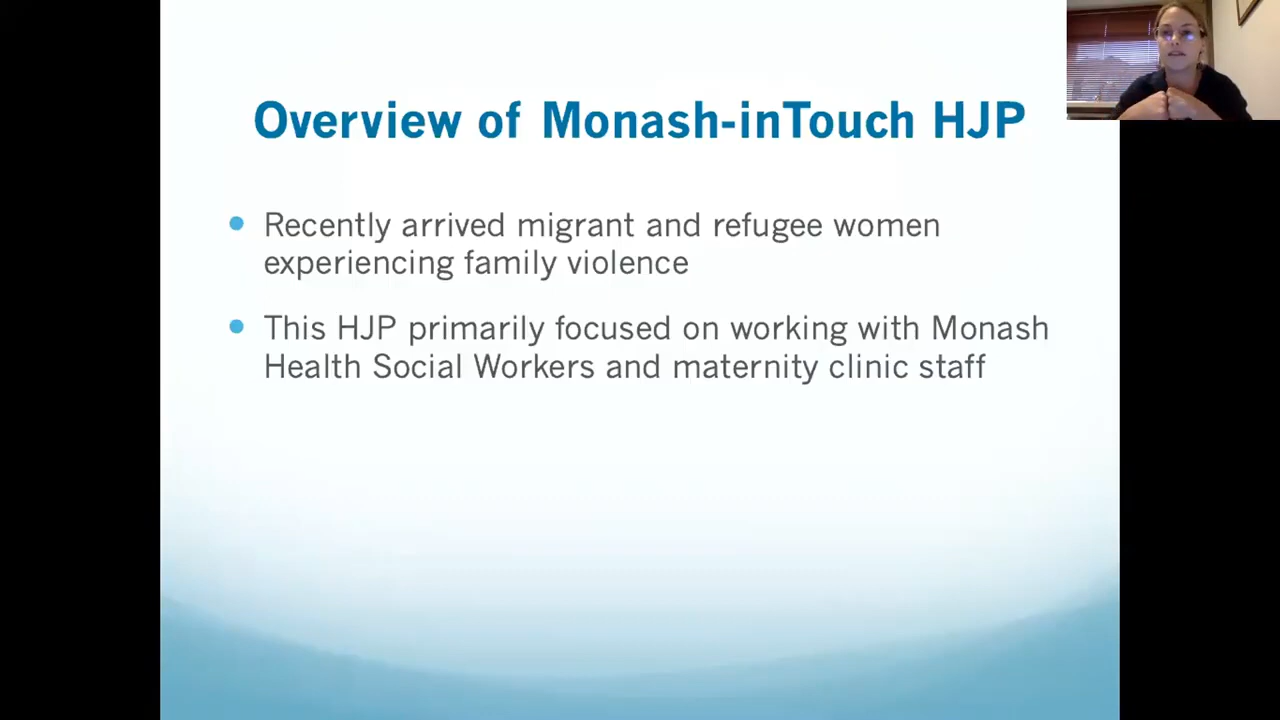 Overview of Monash-inTouch HJP
Recently arrived migrant and refugee women
experiencing family violence
This HJP primarily focused on working with Monash
Health Social Workers and maternity clinic staff